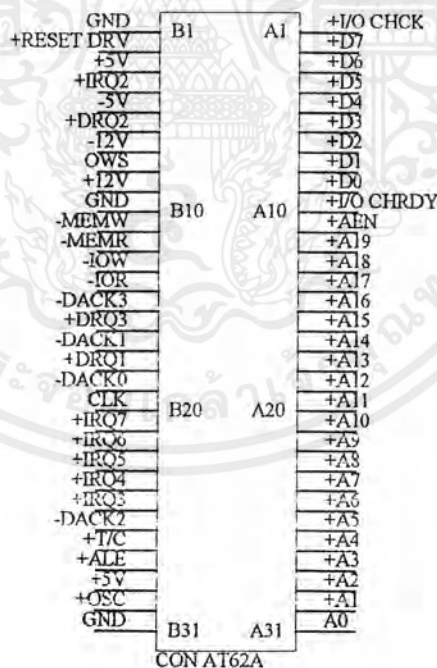 GND B1 A1 +I/O CHCK
+RESET DRV +D7
+5V +D6
+IRQ2 +D5
-5V +D4
+DRQ2 +D3
-12V +D2
OWS +D1
+12V +D0
GND B10 A10 +I/O CHRDY
-MEMW +AEN
-MEMR +A19
-IOW +A18
-IOR +A17
-DACK3 +A16
+DRQ3 +A15
-DACK1 +A14
+DRQ1 +A13
-DACK0 +A12
CLK B20 A20 +A11
+IRQ7 +A10
+IRQ6 +A9
+IRQ5 +A8
+IRQ4 +A7
+IRQ3 +A6
-DACK2 +A5
+T/C +A4
+ALE +A3
+5V +A2
+OSC +A1
GND B31 A31 A0
CON AT62A